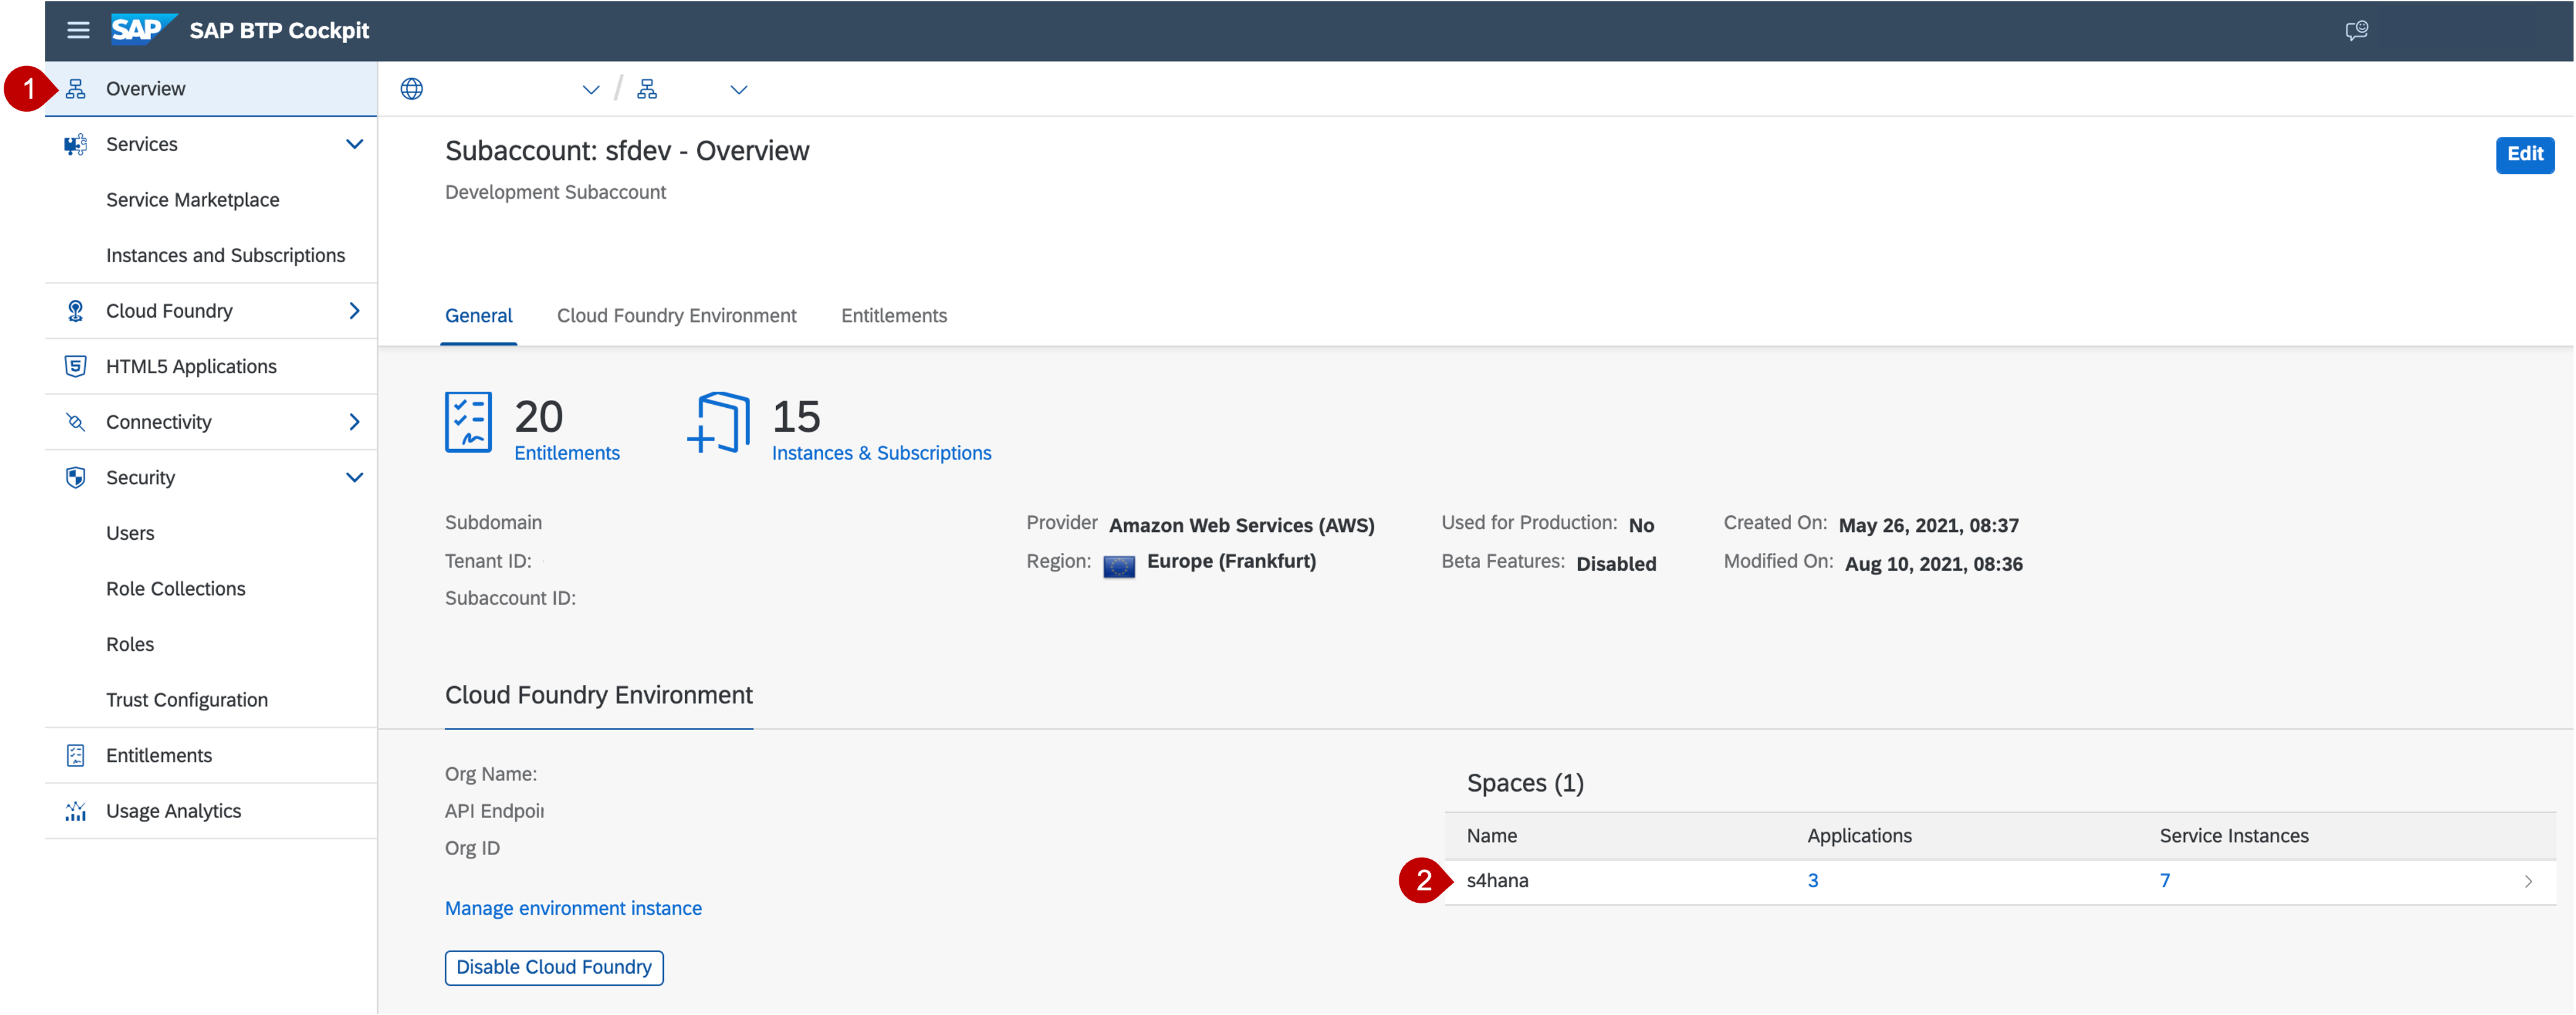 SAP SAP BTP Cockpit
1 Overview
Services
Service Marketplace
Instances and Subscriptions
Cloud Foundry
HTML5 Applications
Connectivity
Security
Users
Role Collections
Roles
Trust Configuration
Entitlements
Usage Analytics
/
Subaccount: sfdev - Overview
Edit
Development Subaccount
General Cloud Foundry Environment Entitlements
20 Entitlements
15 Instances & Subscriptions
Subdomain
Tenant ID:
Subaccount ID:
Provider Amazon Web Services (AWS)
Region: Europe (Frankfurt)
Used for Production: No
Beta Features: Disabled
Created On: May 26, 2021, 08:37
Modified On: Aug 10, 2021, 08:36
Cloud Foundry Environment
Org Name:
API
Org ID
Manage environment instance
Disable Cloud Foundry
Spaces (1)
Name Applications Service Instances
2 s4hana 3 7